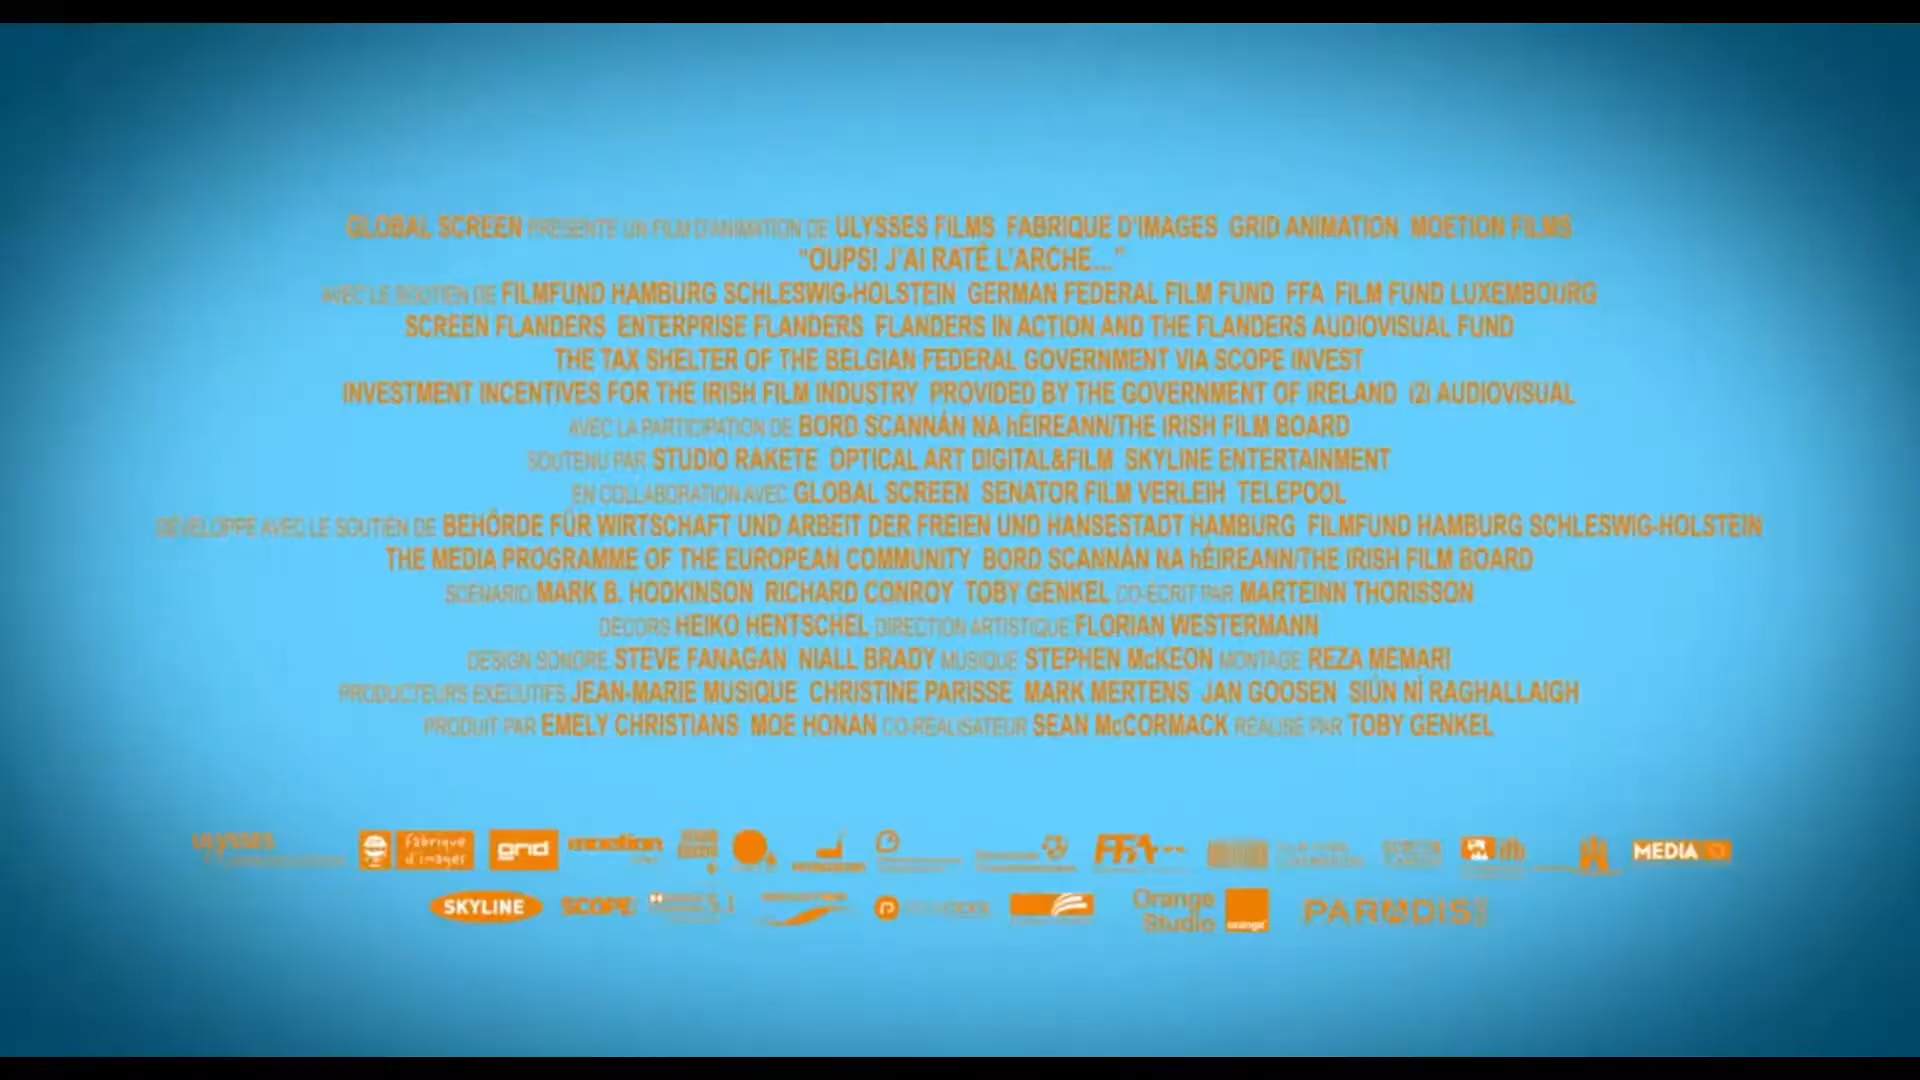 GLOBAL SCREEN PRÉSENTE UN FILM D'ANIMATION DE ULYSSES FILMS FABRIQUE D'IMAGES GRID ANIMATION MOETION FILMS
"OUPS! J'AI RATÉ L'ARCHE..."
AVEC LE SOUTIEN DE FILMFUND HAMBURG SCHLESWIG-HOLSTEIN GERMAN FEDERAL FILM FUND FFA FILM FUND LUXEMBOURG
SCREEN FLANDERS ENTERPRISE FLANDERS FLANDERS IN ACTION AND THE FLANDERS AUDIOVISUAL FUND
THE TAX SHELTER OF THE BELGIAN FEDERAL GOVERNMENT VIA SCOPE INVEST
INVESTMENT INCENTIVES FOR THE IRISH FILM INDUSTRY PROVIDED BY THE GOVERNMENT OF IRELAND (2) AUDIOVISUAL
AVEC LA PARTICIPATION DE BORD SCANNÁN NA hÉIREANN/THE IRISH FILM BOARD
SOUTENU PAR STUDIO RAKETE OPTICAL ART DIGITAL&FILM SKYLINE ENTERTAINMENT
EN COLLABORATION AVEC GLOBAL SCREEN SENATOR FILM VERLEIH TELEPOOL
DÉVELOPPÉ AVEC LE SOUTIEN DE BEHÖRDE FÜR WIRTSCHAFT UND ARBEIT DER FREIEN UND HANSESTADT HAMBURG FILMFUND HAMBURG SCHLESWIG-HOLSTEIN
THE MEDIA PROGRAMME OF THE EUROPEAN COMMUNITY BORD SCANNÁN NA hÉIREANN/THE IRISH FILM BOARD
SCÉNARIO MARK B. HODKINSON RICHARD CONROY TOBY GENKEL CO-ÉCRIT PAR MARTEINN THORISSON
DÉCORS HEIKO HENTSCHEL DIRECTION ARTISTIQUE FLORIAN WESTERMANN
DESIGN SONORE STEVE FANAGAN NIALL BRADY MUSIQUE STEPHEN McKEON MONTAGE REZA MEMARI
PRODUCTEURS EXÉCUTIFS JEAN-MARIE MUSIQUE CHRISTINE PARISSE MARK MERTENS JAN GOOSEN SIÚN NÍ RAGHALLAIGH
PRODUIT PAR EMELY CHRISTIANS MOE HONAN CO-RÉALISATEUR SEAN McCORMACK RÉALISÉ PAR TOBY GENKEL
ulysses fabrique d'images grid moetion FFA MEDIA
SKYLINE SCOPE Orange Studio orange PARADIS